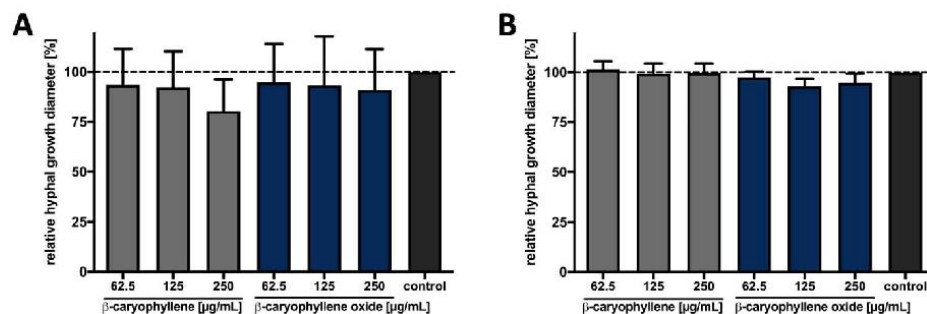 A
relative hyphal growth diameter [%]
100
75
50
25
0
62.5 125 250 62.5 125 250 control
β-caryophyllene [µg/mL] β-caryophyllene oxide [µg/mL]
B
relative hyphal growth diameter [%]
100
75
50
25
0
62.5 125 250 62.5 125 250 control
β-caryophyllene [µg/mL] β-caryophyllene oxide [µg/mL]